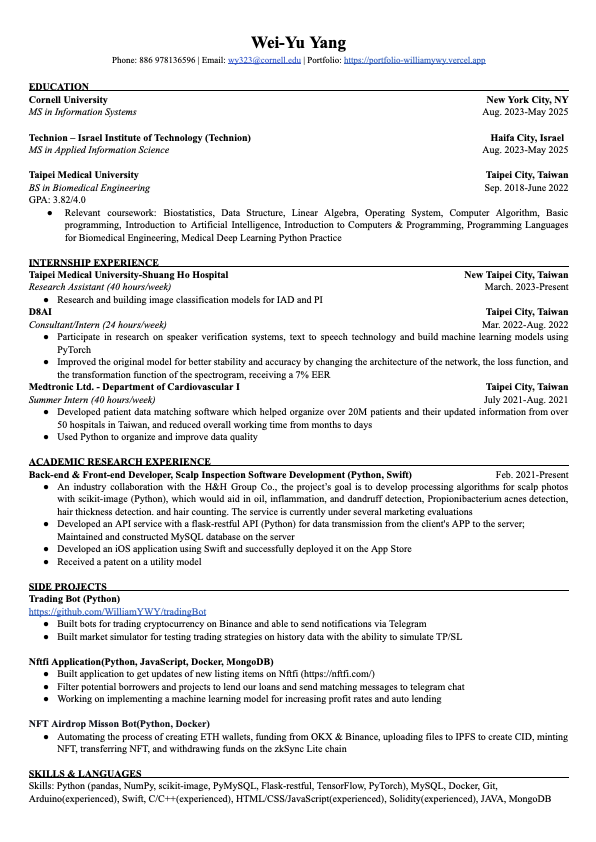 Wei-Yu Yang
Phone: 886 978136596 | Email: wy323@cornell.edu | Portfolio: https://portfolio-williamywy.vercel.app
EDUCATION
Cornell University New York City, NY
MS in Information Systems Aug. 2023-May 2025
Technion – Israel Institute of Technology (Technion) Haifa City, Israel
MS in Applied Information Science Aug. 2023-May 2025
Taipei Medical University Taipei City, Taiwan
BS in Biomedical Engineering Sep. 2018-June 2022
GPA: 3.82/4.0
● Relevant coursework: Biostatistics, Data Structure, Linear Algebra, Operating System, Computer Algorithm, Basic
programming, Introduction to Artificial Intelligence, Introduction to Computers & Programming, Programming Languages
for Biomedical Engineering, Medical Deep Learning Python Practice
INTERNSHIP EXPERIENCE
Taipei Medical University-Shuang Ho Hospital New Taipei City, Taiwan
Research Assistant (40 hours/week) March. 2023-Present
● Research and building image classification models for IAD and PI
D8AI Taipei City, Taiwan
Consultant/Intern (24 hours/week) Mar. 2022-Aug. 2022
● Participate in research on speaker verification systems, text to speech technology and build machine learning models using
PyTorch
● Improved the original model for better stability and accuracy by changing the architecture of the network, the loss function, and
the transformation function of the spectrogram, receiving a 7% EER
Medtronic Ltd. - Department of Cardiovascular I Taipei City, Taiwan
Summer Intern (40 hours/week) July 2021-Aug. 2021
● Developed patient data matching software which helped organize over 20M patients and their updated information from over
50 hospitals in Taiwan, and reduced overall working time from months to days
● Used Python to organize and improve data quality
ACADEMIC RESEARCH EXPERIENCE
Back-end & Front-end Developer, Scalp Inspection Software Development (Python, Swift) Feb. 2021-Present
● An industry collaboration with the H&H Group Co., the project's goal is to develop processing algorithms for scalp photos
with scikit-image (Python), which would aid in oil, inflammation, and dandruff detection, Propionibacterium acnes detection,
hair thickness detection. and hair counting. The service is currently under several marketing evaluations
● Developed an API service with a flask-restful API (Python) for data transmission from the client's APP to the server;
Maintained and constructed MySQL database on the server
● Developed an iOS application using Swift and successfully deployed it on the App Store
● Received a patent on a utility model
SIDE PROJECTS
Trading Bot (Python)
https://github.com/WilliamYWY/tradingBot
● Built bots for trading cryptocurrency on Binance and able to send notifications via Telegram
● Built market simulator for testing trading strategies on history data with the ability to simulate TP/SL
Nftfi Application(Python, JavaScript, Docker, MongoDB)
● Built application to get updates of new listing items on Nftfi (https://nftfi.com/)
● Filter potential borrowers and projects to lend our loans and send matching messages to telegram chat
● Working on implementing a machine learning model for increasing profit rates and auto lending
NFT Airdrop Misson Bot(Python, Docker)
● Automating the process of creating ETH wallets, funding from OKX & Binance, uploading files to IPFS to create CID, minting
NFT, transferring NFT, and withdrawing funds on the zkSync Lite chain
SKILLS & LANGUAGES
Skills: Python (pandas, NumPy, scikit-image, PyMySQL, Flask-restful, TensorFlow, PyTorch), MySQL, Docker, Git,
Arduino(experienced), Swift, C/C++(experienced), HTML/CSS/JavaScript(experienced), Solidity(experienced), JAVA, MongoDB